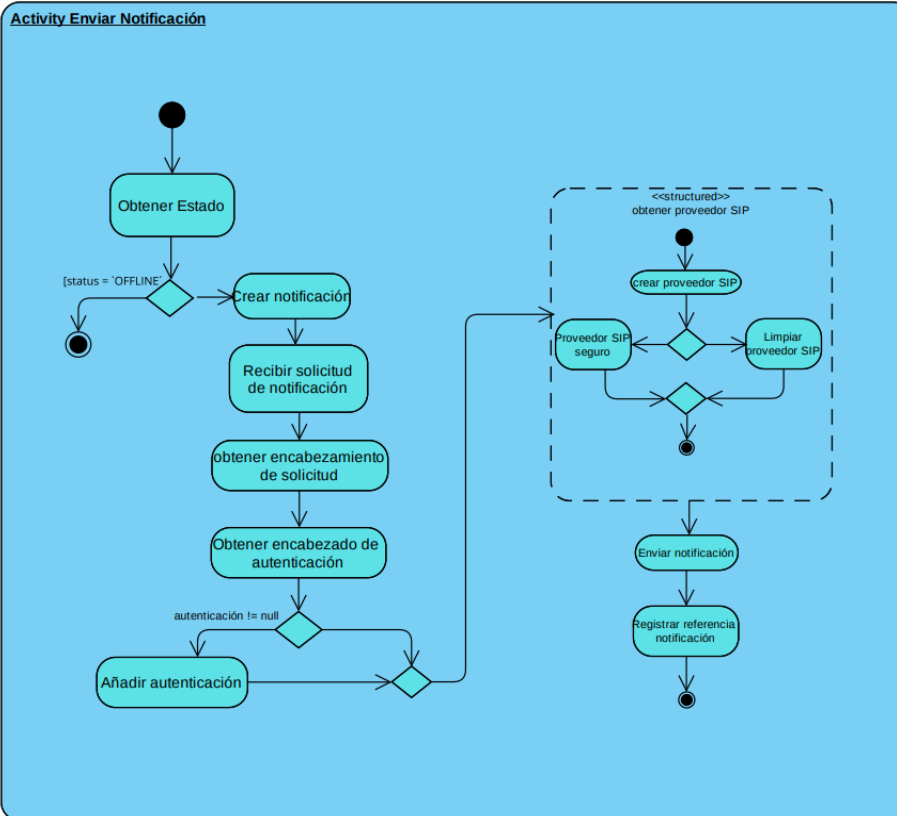 Activity Enviar Notificación
Obtener Estado
[status = `OFFLINE`
Crear notificación
Recibir solicitud
de notificación
obtener encabezamiento
de solicitud
Obtener encabezado de
autenticación
autenticación != null
Añadir autenticación
<<structured>>
obtener proveedor SIP
crear proveedor SIP
Proveedor SIP
seguro
Limpiar
proveedor SIP
Enviar notificación
Registrar referencia
notificación